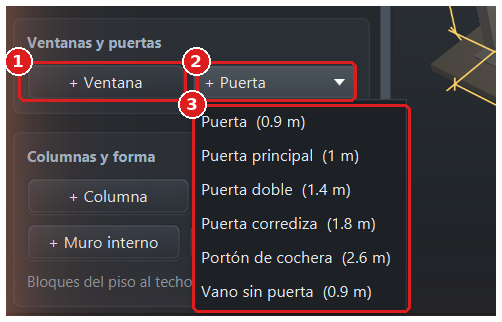 Ventanas y puertas
1
2
+ Ventana
+ Puerta
3
Puerta (0.9 m)
Puerta principal (1 m)
Columnas y forma
Puerta doble (1.4 m)
+ Columna
Puerta corrediza (1.8 m)
+ Muro interno
Portón de cochera (2.6 m)
Bloques del piso al techo
Vano sin puerta (0.9 m)